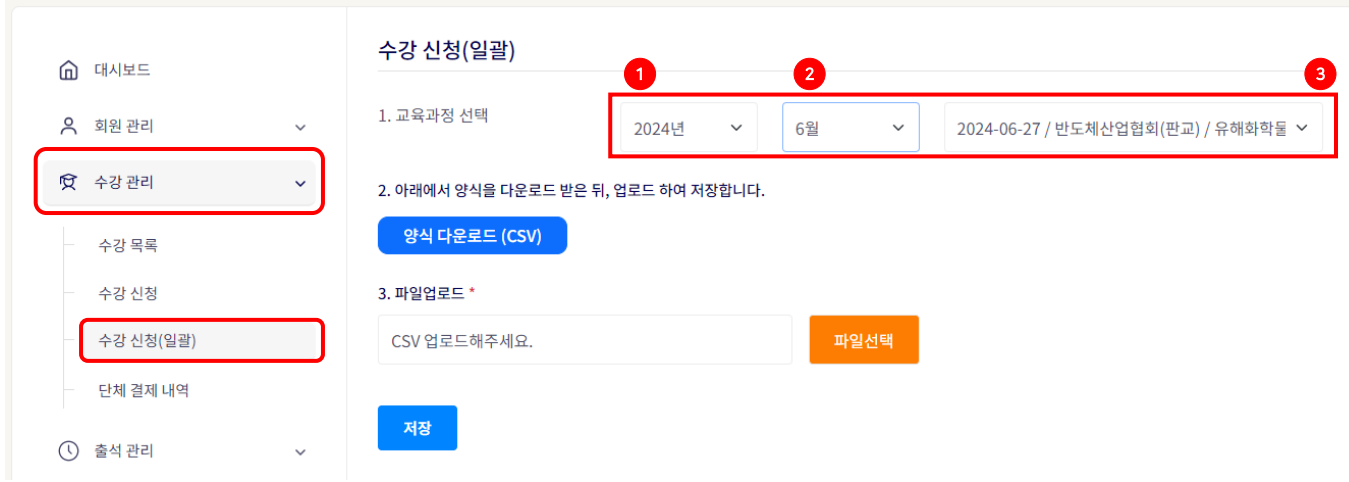 대시보드
회원 관리
수강 관리
수강 목록
수강 신청
수강 신청(일괄)
단체 결제 내역
출석 관리
수강 신청(일괄)
1 2 3
1. 교육과정 선택 2024년 6월 2024-06-27 / 반도체산업협회(판교) / 유해화학물
2. 아래에서 양식을 다운로드 받은 뒤, 업로드 하여 저장합니다.
양식 다운로드 (CSV)
3. 파일업로드 *
CSV 업로드해주세요. 파일선택
저장